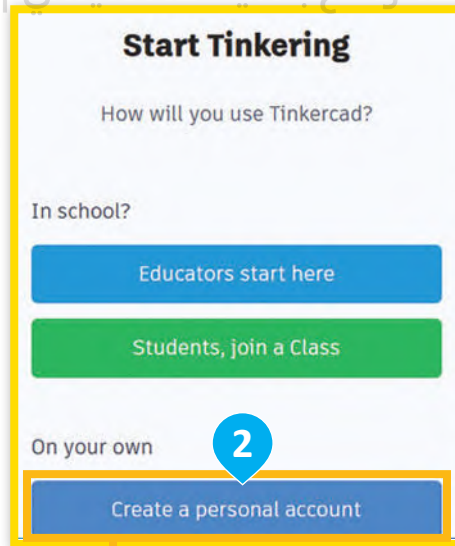 Start Tinkering
How will you use Tinkercad?
In school?
Educators start here
Students, join a Class
On your own
2
Create a personal account